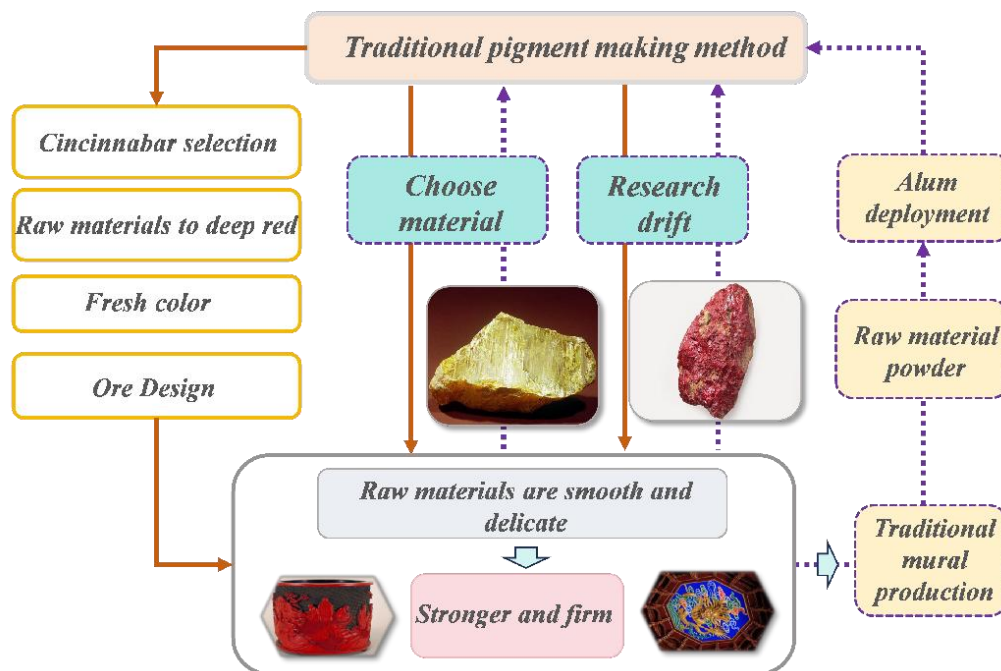 Traditional pigment making method
Cincinnabar selection
Raw materials to deep red
Fresh color
Ore Design
Choose
material
Research
drift
Alum
deployment
Raw material
powder
Traditional
mural
production
Raw materials are smooth and
delicate
Stronger and firm